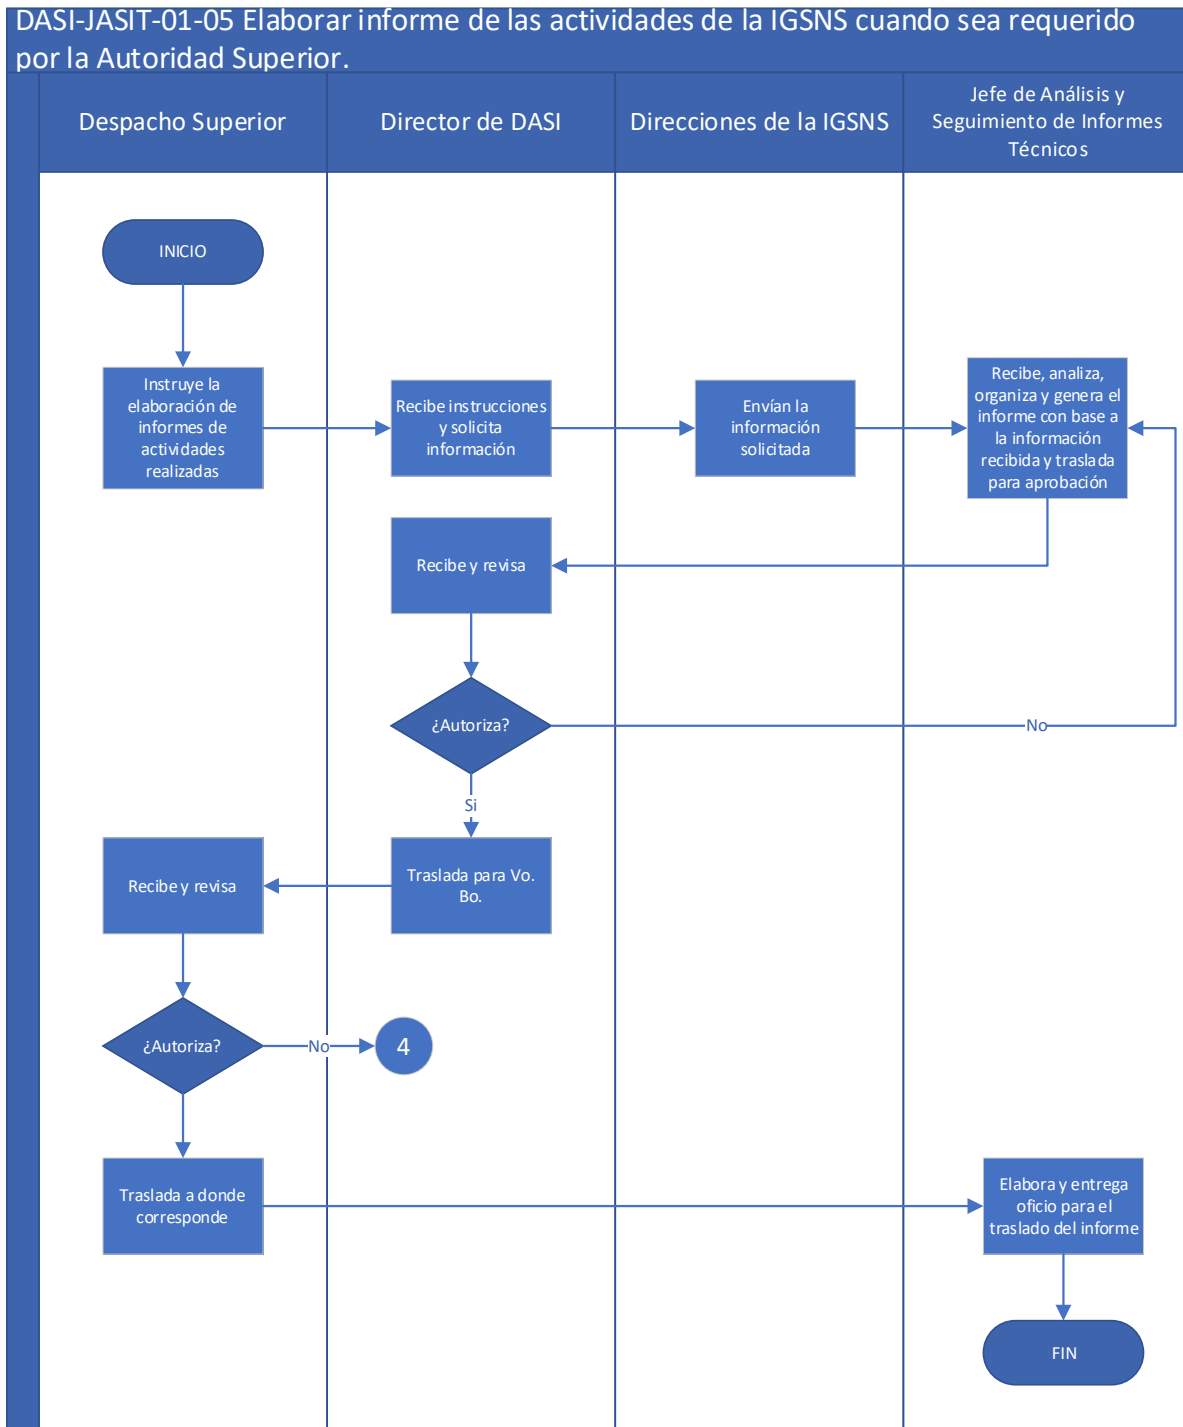 DASI-JASIT-01-05 Elaborar informe de las actividades de la IGSNS cuando sea requerido
por la Autoridad Superior.
Despacho Superior
Director de DASI
Direcciones de la IGSNS
Jefe de Análisis y
Seguimiento de Informes
Técnicos
INICIO
Instruye la
elaboración de
informes de
actividades
realizadas
Recibe instrucciones
y solicita
información
Envían la
información
solicitada
Recibe, analiza,
organiza y genera el
informe con base a
la información
recibida y traslada
para aprobación
Recibe y revisa
¿Autoriza?
No
Si
Traslada para Vo.
Bo.
Recibe y revisa
¿Autoriza?
No
4
Traslada a donde
corresponde
Elabora y entrega
oficio para el
traslado del informe
FIN